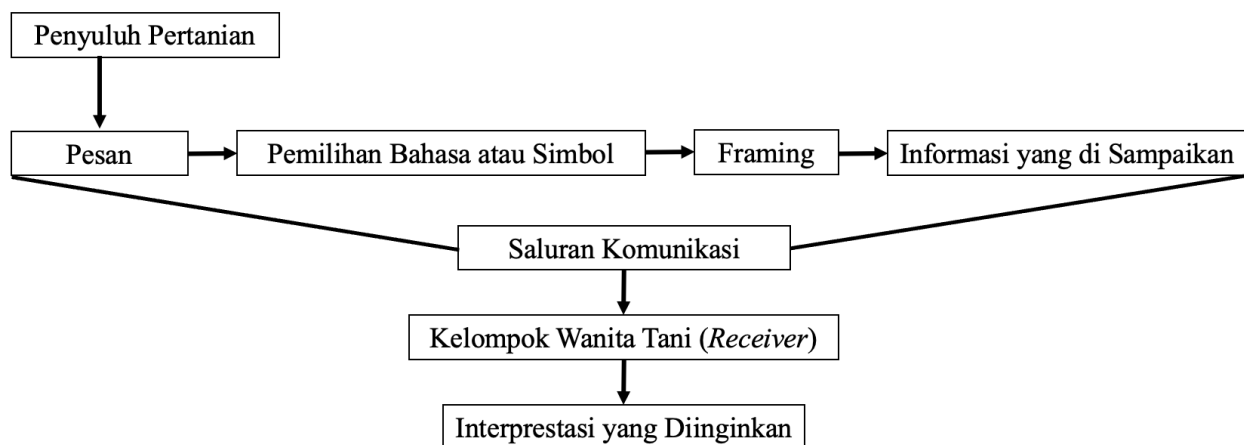 Penyuluh Pertanian
Pesan
Pemilihan Bahasa atau Simbol
Framing
Informasi yang di Sampaikan
Saluran Komunikasi
Kelompok Wanita Tani (Receiver)
Interprestasi yang Diinginkan